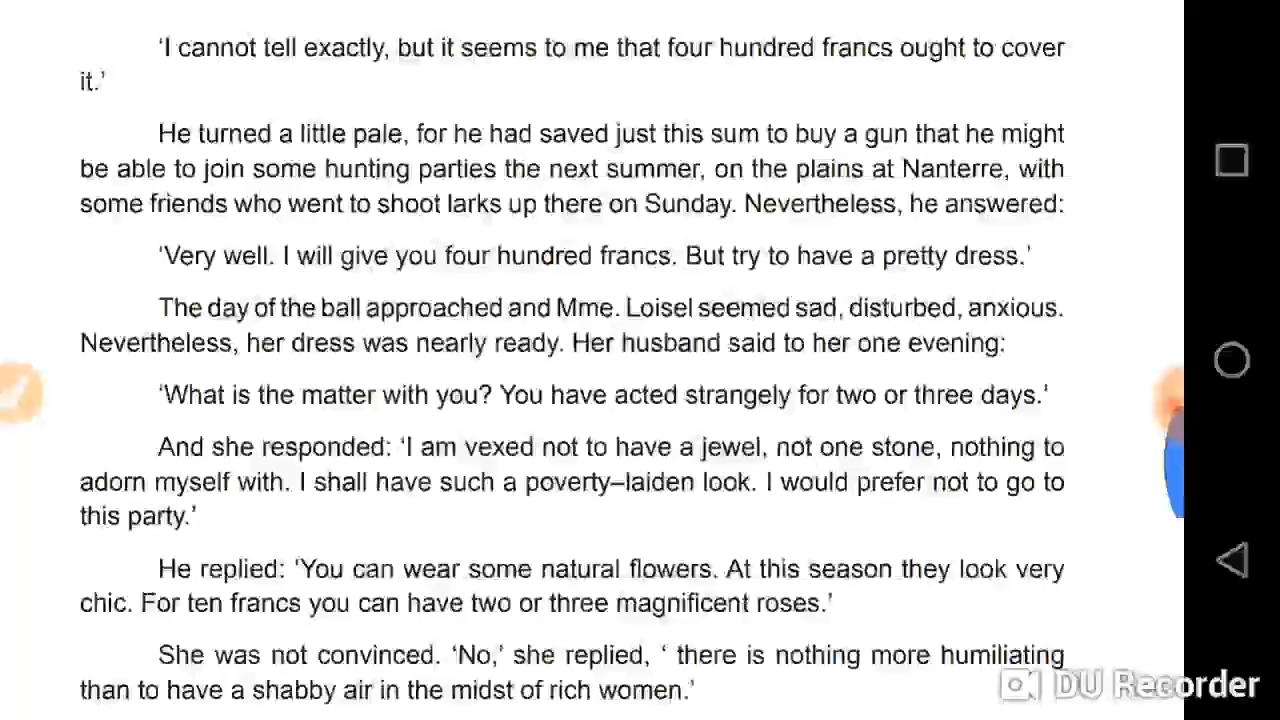 ‘I cannot tell exactly, but it seems to me that four hundred francs ought to cover
it.’
He turned a little pale, for he had saved just this sum to buy a gun that he might
be able to join some hunting parties the next summer, on the plains at Nanterre, with
some friends who went to shoot larks up there on Sunday. Nevertheless, he answered:
‘Very well. I will give you four hundred francs. But try to have a pretty dress.’
The day of the ball approached and Mme. Loisel seemed sad, disturbed, anxious.
Nevertheless, her dress was nearly ready. Her husband said to her one evening:
‘What is the matter with you? You have acted strangely for two or three days.’
And she responded: ‘I am vexed not to have a jewel, not one stone, nothing to
adorn myself with. I shall have such a poverty–laiden look. I would prefer not to go to
this party.’
He replied: ‘You can wear some natural flowers. At this season they look very
chic. For ten francs you can have two or three magnificent roses.’
She was not convinced. ‘No,’ she replied, ‘ there is nothing more humiliating
than to have a shabby air in the midst of rich women.’
DU Recorder